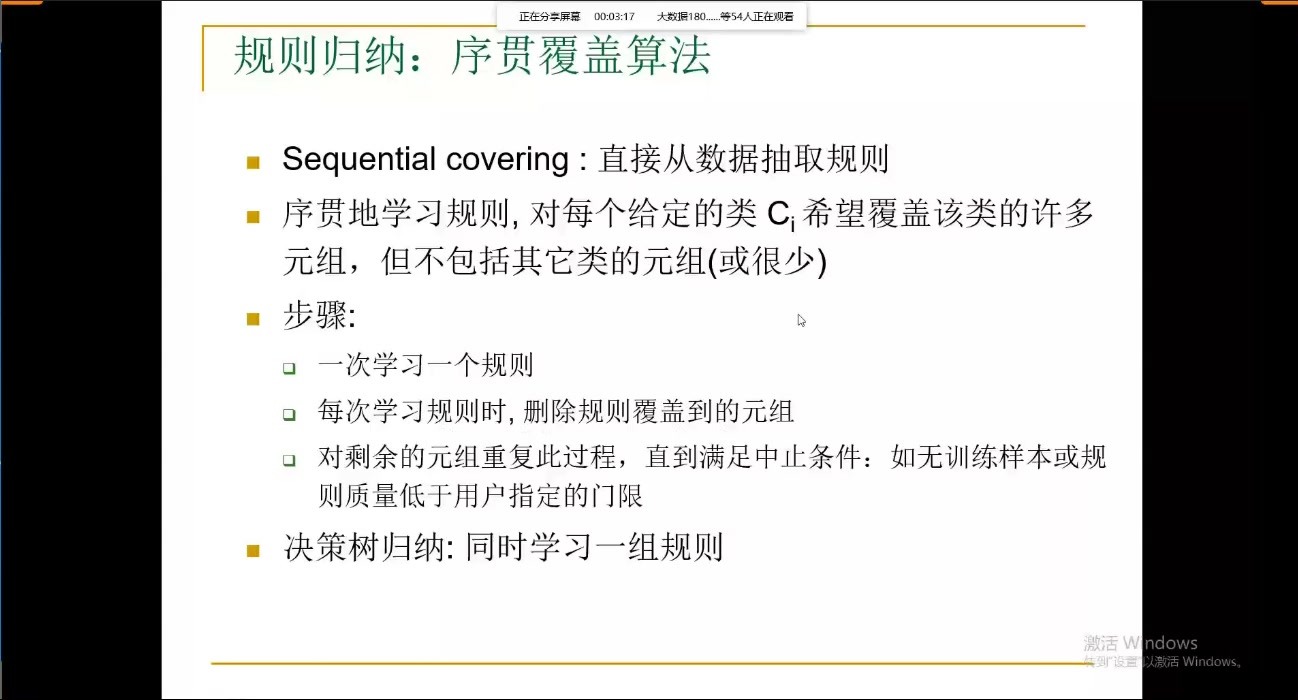 正在分享屏幕 00:03:17 大数据180......等54人正在观看
规则归纳：序贯覆盖算法
Sequential covering : 直接从数据抽取规则
序贯地学习规则, 对每个给定的类 Ci 希望覆盖该类的许多
元组，但不包括其它类的元组(或很少)
步骤:
一次学习一个规则
每次学习规则时, 删除规则覆盖到的元组
对剩余的元组重复此过程，直到满足中止条件：如无训练样本或规
则质量低于用户指定的门限
决策树归纳: 同时学习一组规则
激活 Windows
转到"设置"以激活 Windows。